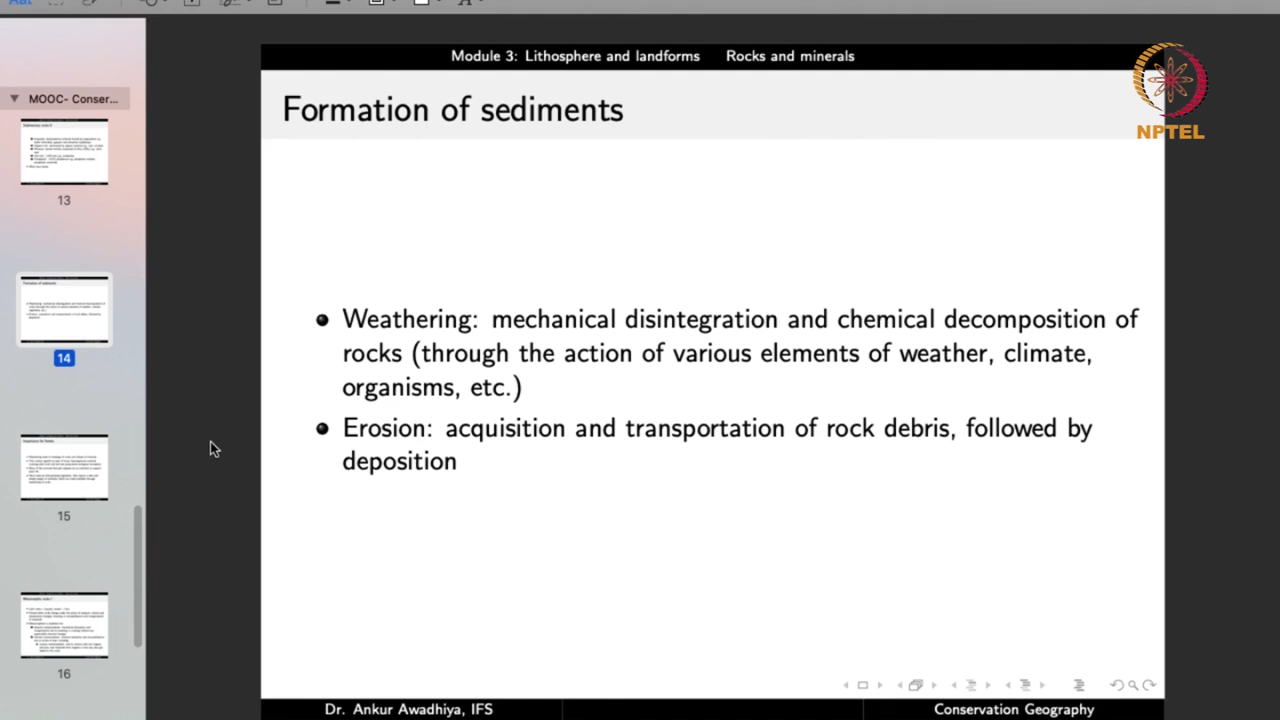 Module 3: Lithosphere and landforms Rocks and minerals
NPTEL
Formation of sediments
MOOC- Conser...
13
14
15
16
Weathering: mechanical disintegration and chemical decomposition of
rocks (through the action of various elements of weather, climate,
organisms, etc.)
Erosion: acquisition and transportation of rock debris, followed by
deposition
Dr. Ankur Awadhiya, IFS Conservation Geography